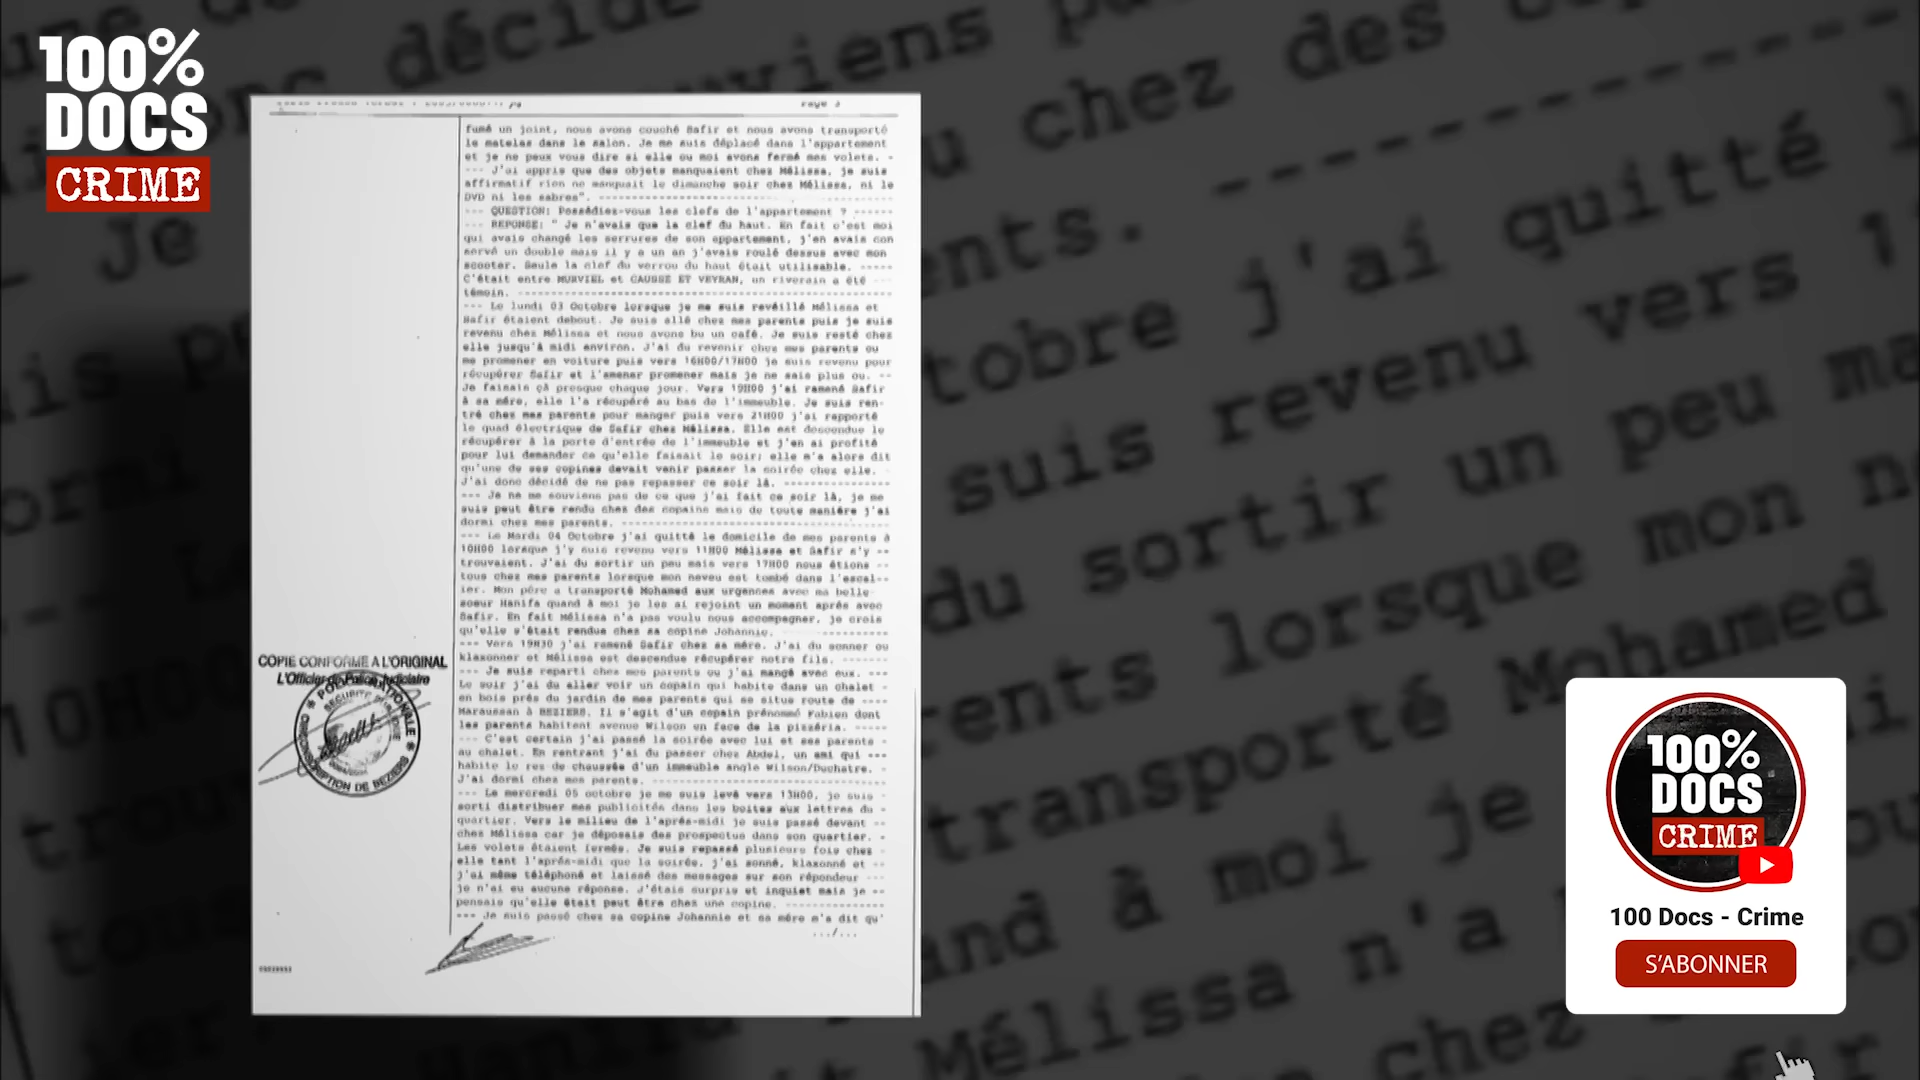 100%
DOCS
CRIME
fumé un joint, nous avons couché Safir et nous avons transporté
le matelas dans le salon. Je me suis déplacé dans l'appartement
et je ne peux vous dire si elle ou moi avons fermé mes volets. -
--- J'ai appris que des objets manquaient chez Mélissa, je suis
affirmatif rien ne manquait le dimanche soir chez Mélissa, ni le
DVD ni les sabres". ---
--- QUESTION: Possédiez-vous les clefs de l'appartement ? ------
--- REPONSE: " Je n'avais que la clef du haut. En fait c'est moi
qui avais changé les serrures de son appartement, j'en avais con
servé un double mais il y a un an j'avais roulé dessus avec mon
scooter. Seule la clef du verrou du haut était utilisable. -----
C'était entre MURVIEL et CAUSSE ET VEYRAN, un riverain a été
témoin. ---
--- Le lundi 03 Octobre lorsque je me suis reveillé Mélissa et
Safir étaient debout. Je suis allé chez mes parents puis je suis
revenu chez Mélissa et nous avons bu un café. Je suis resté chez
elle jusqu'à midi environ. J'ai du revenir chez mes parents ou
me promener en voiture puis vers 16H00/17H00 je suis revenu pour
récupérer Safir et l'amener promener mais je ne sais plus ou. --
Je faisais çà presque chaque jour. Vers 19H00 j'ai ramené Safir
à sa mère, elle l'a récupéré au bas de l'immeuble. Je suis ren-
tré chez mes parents pour manger puis vers 21H00 j'ai rapporté
le quad électrique de Safir chez Mélissa. Elle est descendue le
récupérer à la porte d'entrée de l'immeuble et j'en ai profité
pour lui demander ce qu'elle faisait le soir; elle m'a alors dit
qu'une de ses copines devait venir passer la soirée chez elle.
J'ai donc décidé de ne pas repasser ce soir là. ---
--- Je ne me souviens pas de ce que j'ai fait ce soir là, je me
suis peut être rendu chez des copains mais de toute manière j'ai
dormi chez mes parents. ---
--- Le Mardi 04 Octobre j'ai quitté le domicile de mes parents à
10H00 lorsque j'y suis revenu vers 11H00 Mélissa et Safir s'y --
trouvaient. J'ai du sortir un peu mais vers 17H00 nous étions --
tous chez mes parents lorsque mon neveu est tombé dans l'escal--
ier. Mon père a transporté Mohamed aux urgences avec ma belle
soeur Hanifa quand à moi je les ai rejoint un moment après avec
Safir. En fait Mélissa n'a pas voulu nous accompagner, je crois
qu'elle s'était rendue chez sa copine Johannie. ---
--- Vers 19H30 j'ai ramené Safir chez sa mère. J'ai du sonner ou
klaxonner et Mélissa est descendue récupérer notre fils. -------
--- Je suis reparti chez mes parents ou j'ai mangé avec eux. ---
Le soir j'ai du aller voir un copain qui habite dans un chalet -
en bois près du jardin de mes parents qui se situe route de
Maraussan à BEZIERS. Il s'agit d'un copain prénommé Fabien dont
les parents habitent avenue Wilson en face de la pizzéria. -----
--- C'est certain j'ai passé la soirée avec lui et ses parents -
au chalet. En rentrant j'ai du passer chez Abdel, un ami qui ---
habite le rez de chaussée d'un immeuble angle Wilson/Duchatre. -
J'ai dormi chez mes parents. ---
--- Le mercredi 05 octobre je me suis levé vers 13H00, je suis -
sorti distribuer mes publicités dans les boites aux lettres du -
quartier. Vers le milieu de l'après-midi je suis passé devant --
chez Mélissa car je déposais des prospectus dans son quartier. -
Les volets étaient fermés. Je suis repassé plusieurs fois chez -
elle tant l'après-midi que la soirée, j'ai sonné, klaxonné et --
j'ai même téléphoné et laissé des messages sur son répondeur ---
je n'ai eu aucune réponse. J'étais surpris et inquiet mais je --
pensais qu'elle était peut être chez une copine. ---
--- Je suis passé chez sa copine Johannie et sa mère m'a dit qu'
COPIE CONFORME A L'ORIGINAL
L'Officier de Police Judiciaire
POLICE NATIONALE
CIRCONSCRIPTION DE BEZIERS
100%
DOCS
CRIME
100 Docs - Crime
S'ABONNER